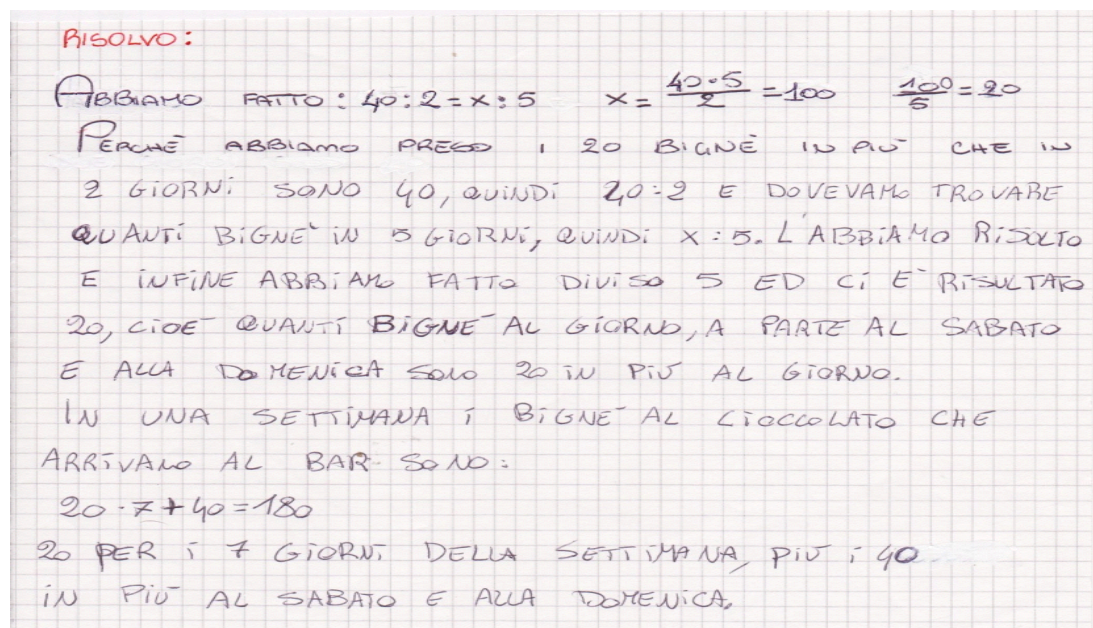 RISOLVO:
ABBIAMO FATTO: 40:2=x:5 x= 40·5/2 =100 100/5=20
PERCHÈ ABBIAMO PRESO I 20 BIGNÈ IN PIÙ CHE IN
2 GIORNI SONO 40, QUINDI 40:2 E DOVEVAMO TROVARE
QUANTI BIGNE' IN 5 GIORNI, QUINDI X:5. L'ABBIAMO RISOLTO
E INFINE ABBIAMO FATTO DIVISO 5 ED CI È RISULTATO
20, CIOÈ QUANTI BIGNÈ AL GIORNO, A PARTE AL SABATO
E ALLA DOMENICA SONO 20 IN PIÙ AL GIORNO.
IN UNA SETTIMANA I BIGNÈ AL CIOCCOLATO CHE
ARRIVANO AL BAR SONO:
20·7+40=180
20 PER I 7 GIORNI DELLA SETTIMANA, PIÙ I 40
IN PIÙ AL SABATO E ALLA DOMENICA.